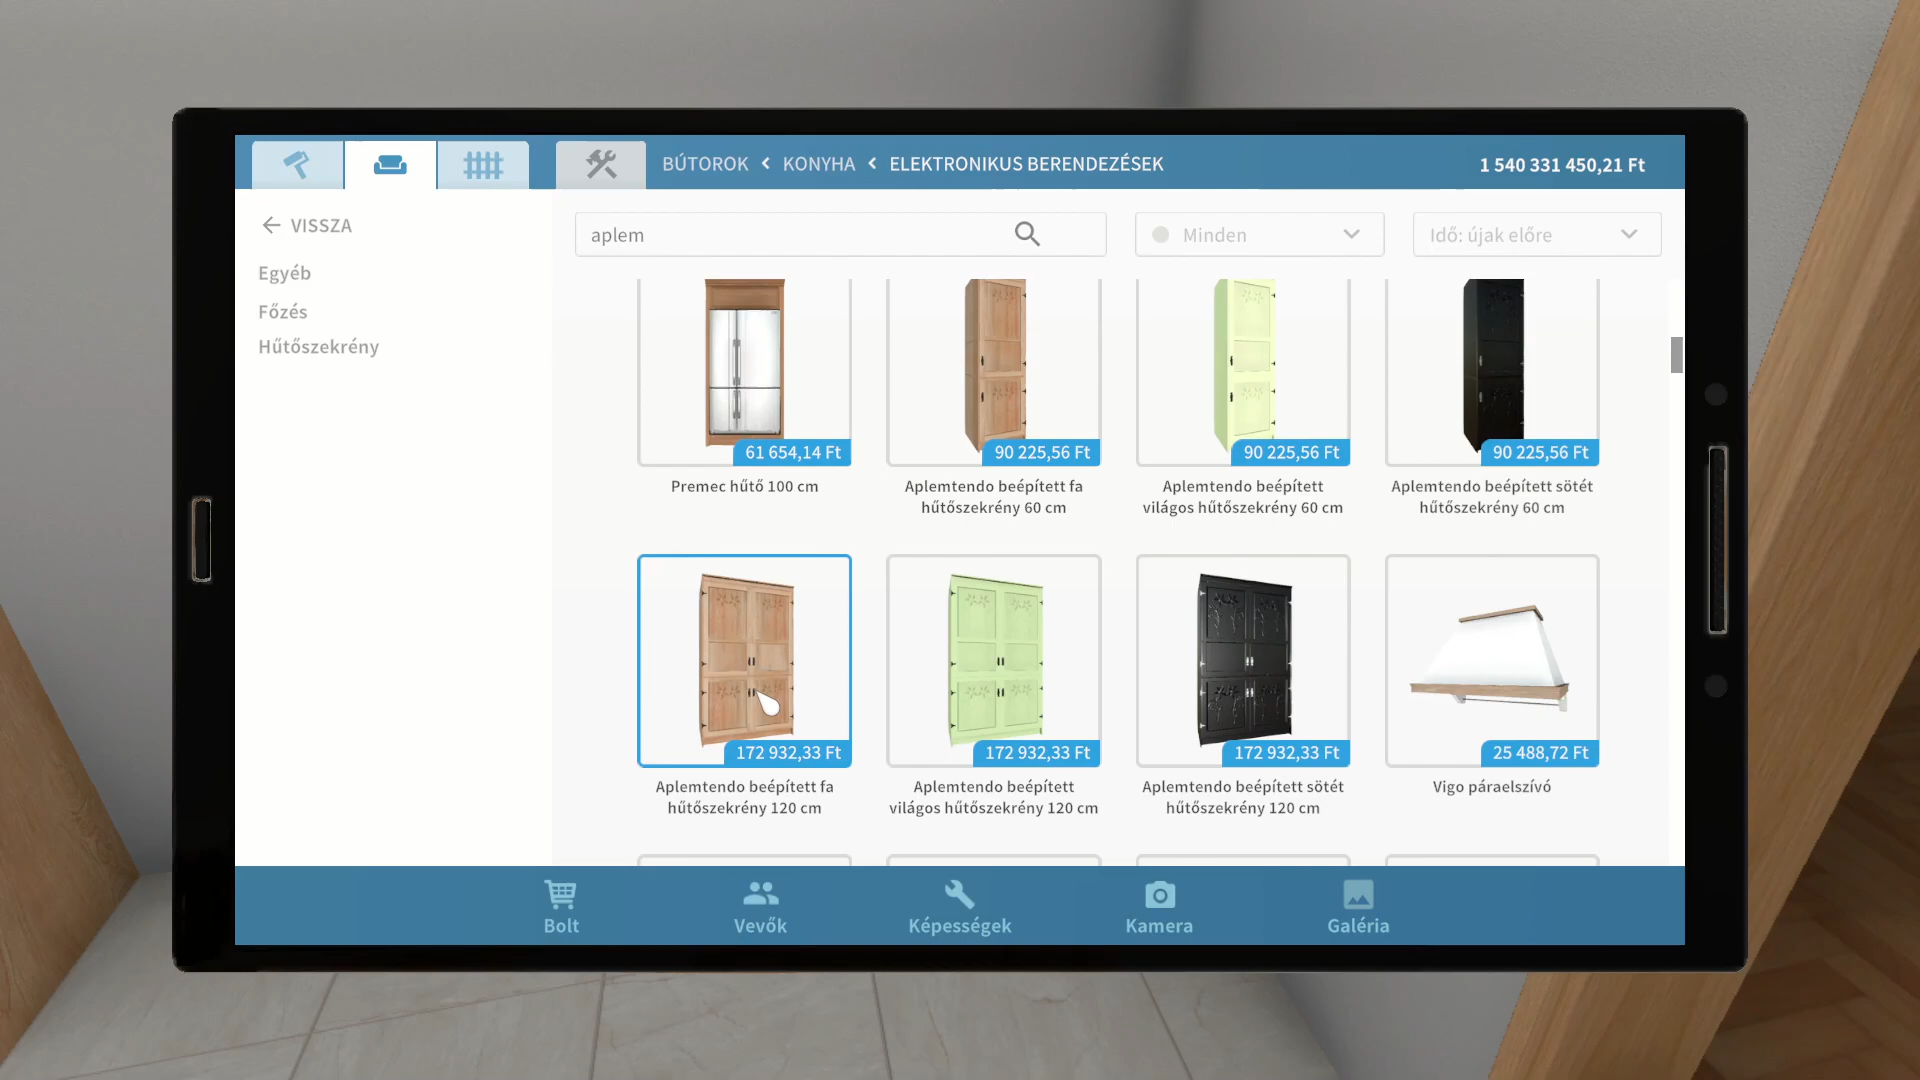 BÚTOROK KONYHA ELEKTRONIKUS BERENDEZÉSEK
1 540 331 450,21 Ft
VISSZA
Egyéb
Főzés
Hűtőszekrény
aplem
Minden
Idő: újak előre
61 654,14 Ft
90 225,56 Ft
90 225,56 Ft
90 225,56 Ft
Premec hűtő 100 cm
Aplemtendo beépített fa
hűtőszekrény 60 cm
Aplemtendo beépített
világos hűtőszekrény 60 cm
Aplemtendo beépített sötét
hűtőszekrény 60 cm
172 932,33 Ft
172 932,33 Ft
172 932,33 Ft
25 488,72 Ft
Aplemtendo beépített fa
hűtőszekrény 120 cm
Aplemtendo beépített
világos hűtőszekrény 120 cm
Aplemtendo beépített sötét
hűtőszekrény 120 cm
Vigo páraelszívó
Bolt
Vevők
Képességek
Kamera
Galéria